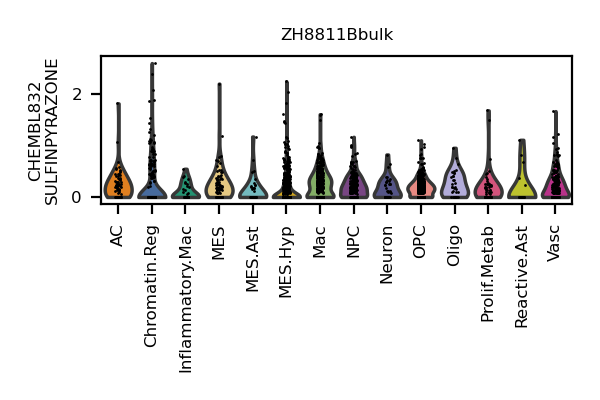 ZH8811Bbulk
CHEMBL832
SULFINPYRAZONE
2
0
AC
Chromatin.Reg
Inflammatory.Mac
MES
MES.Ast
MES.Hyp
Mac
NPC
Neuron
OPC
Oligo
Prolif.Metab
Reactive.Ast
Vasc